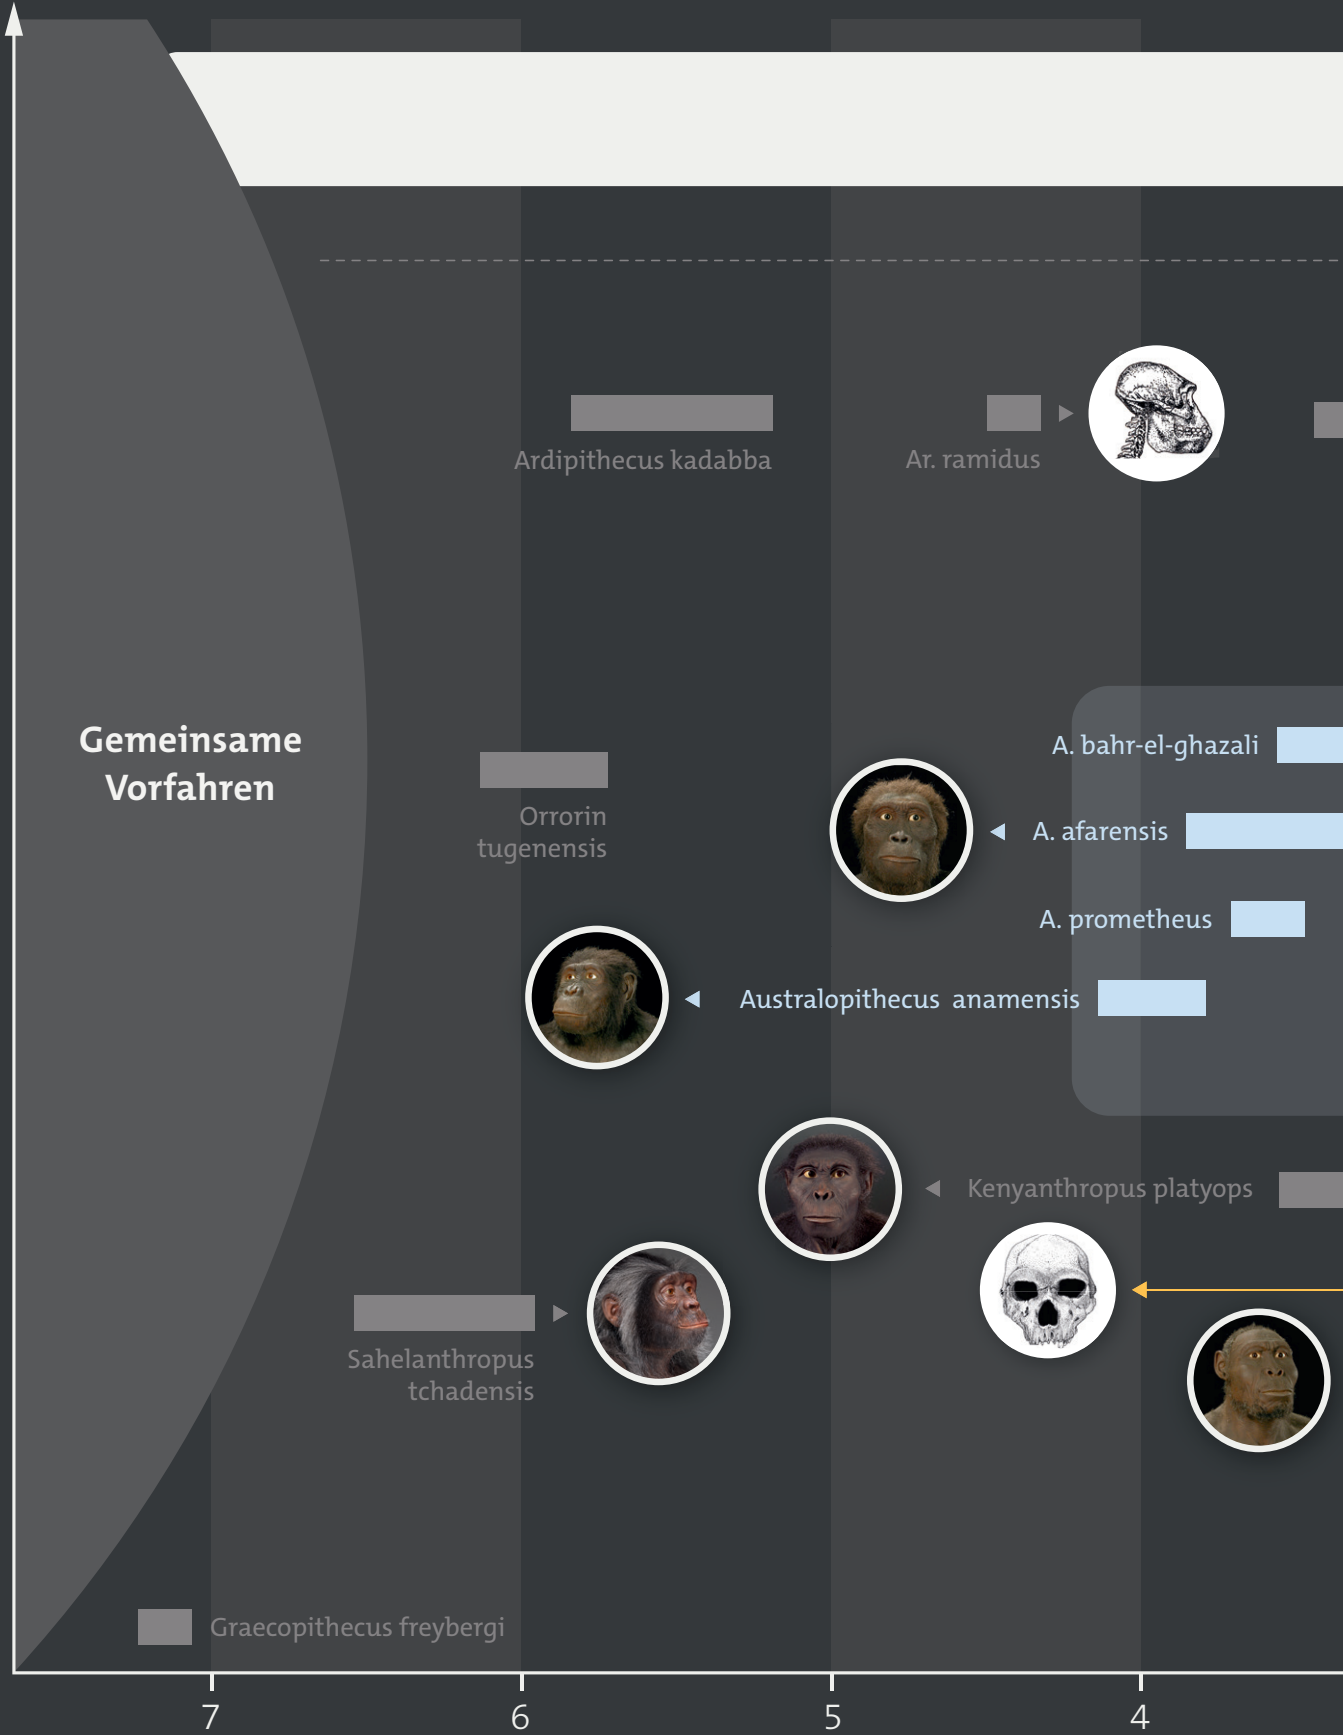 Ardipithecus kadabba
Ar. ramidus
Gemeinsame
Vorfahren
A. bahr-el-ghazali
Orrorin
tugenensis
A. afarensis
A. prometheus
Australopithecus anamensis
Kenyanthropus platyops
Sahelanthropus
tchadensis
Graecopithecus freybergi
7
6
5
4